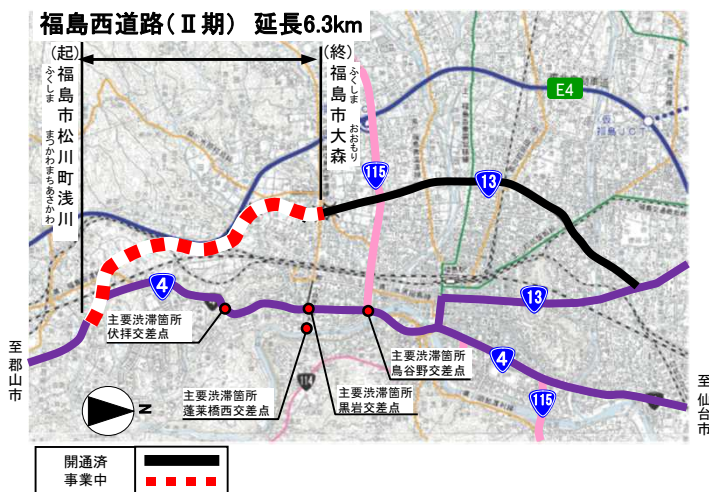 福島西道路(Ⅱ期) 延長6.3km
(起)
福島市松川町浅川
ふくしま まつかわまちあさかわ
(終)
福島市大森
ふくしま おおもり
E4
(仮)
福島JCT
115
13
4
13
主要渋滞箇所
伏拝交差点
主要渋滞箇所
鳥谷野交差点
4
至郡山市
主要渋滞箇所
蓬莱橋西交差点
114
主要渋滞箇所
黒岩交差点
115
至仙台市
N
開通済
事業中